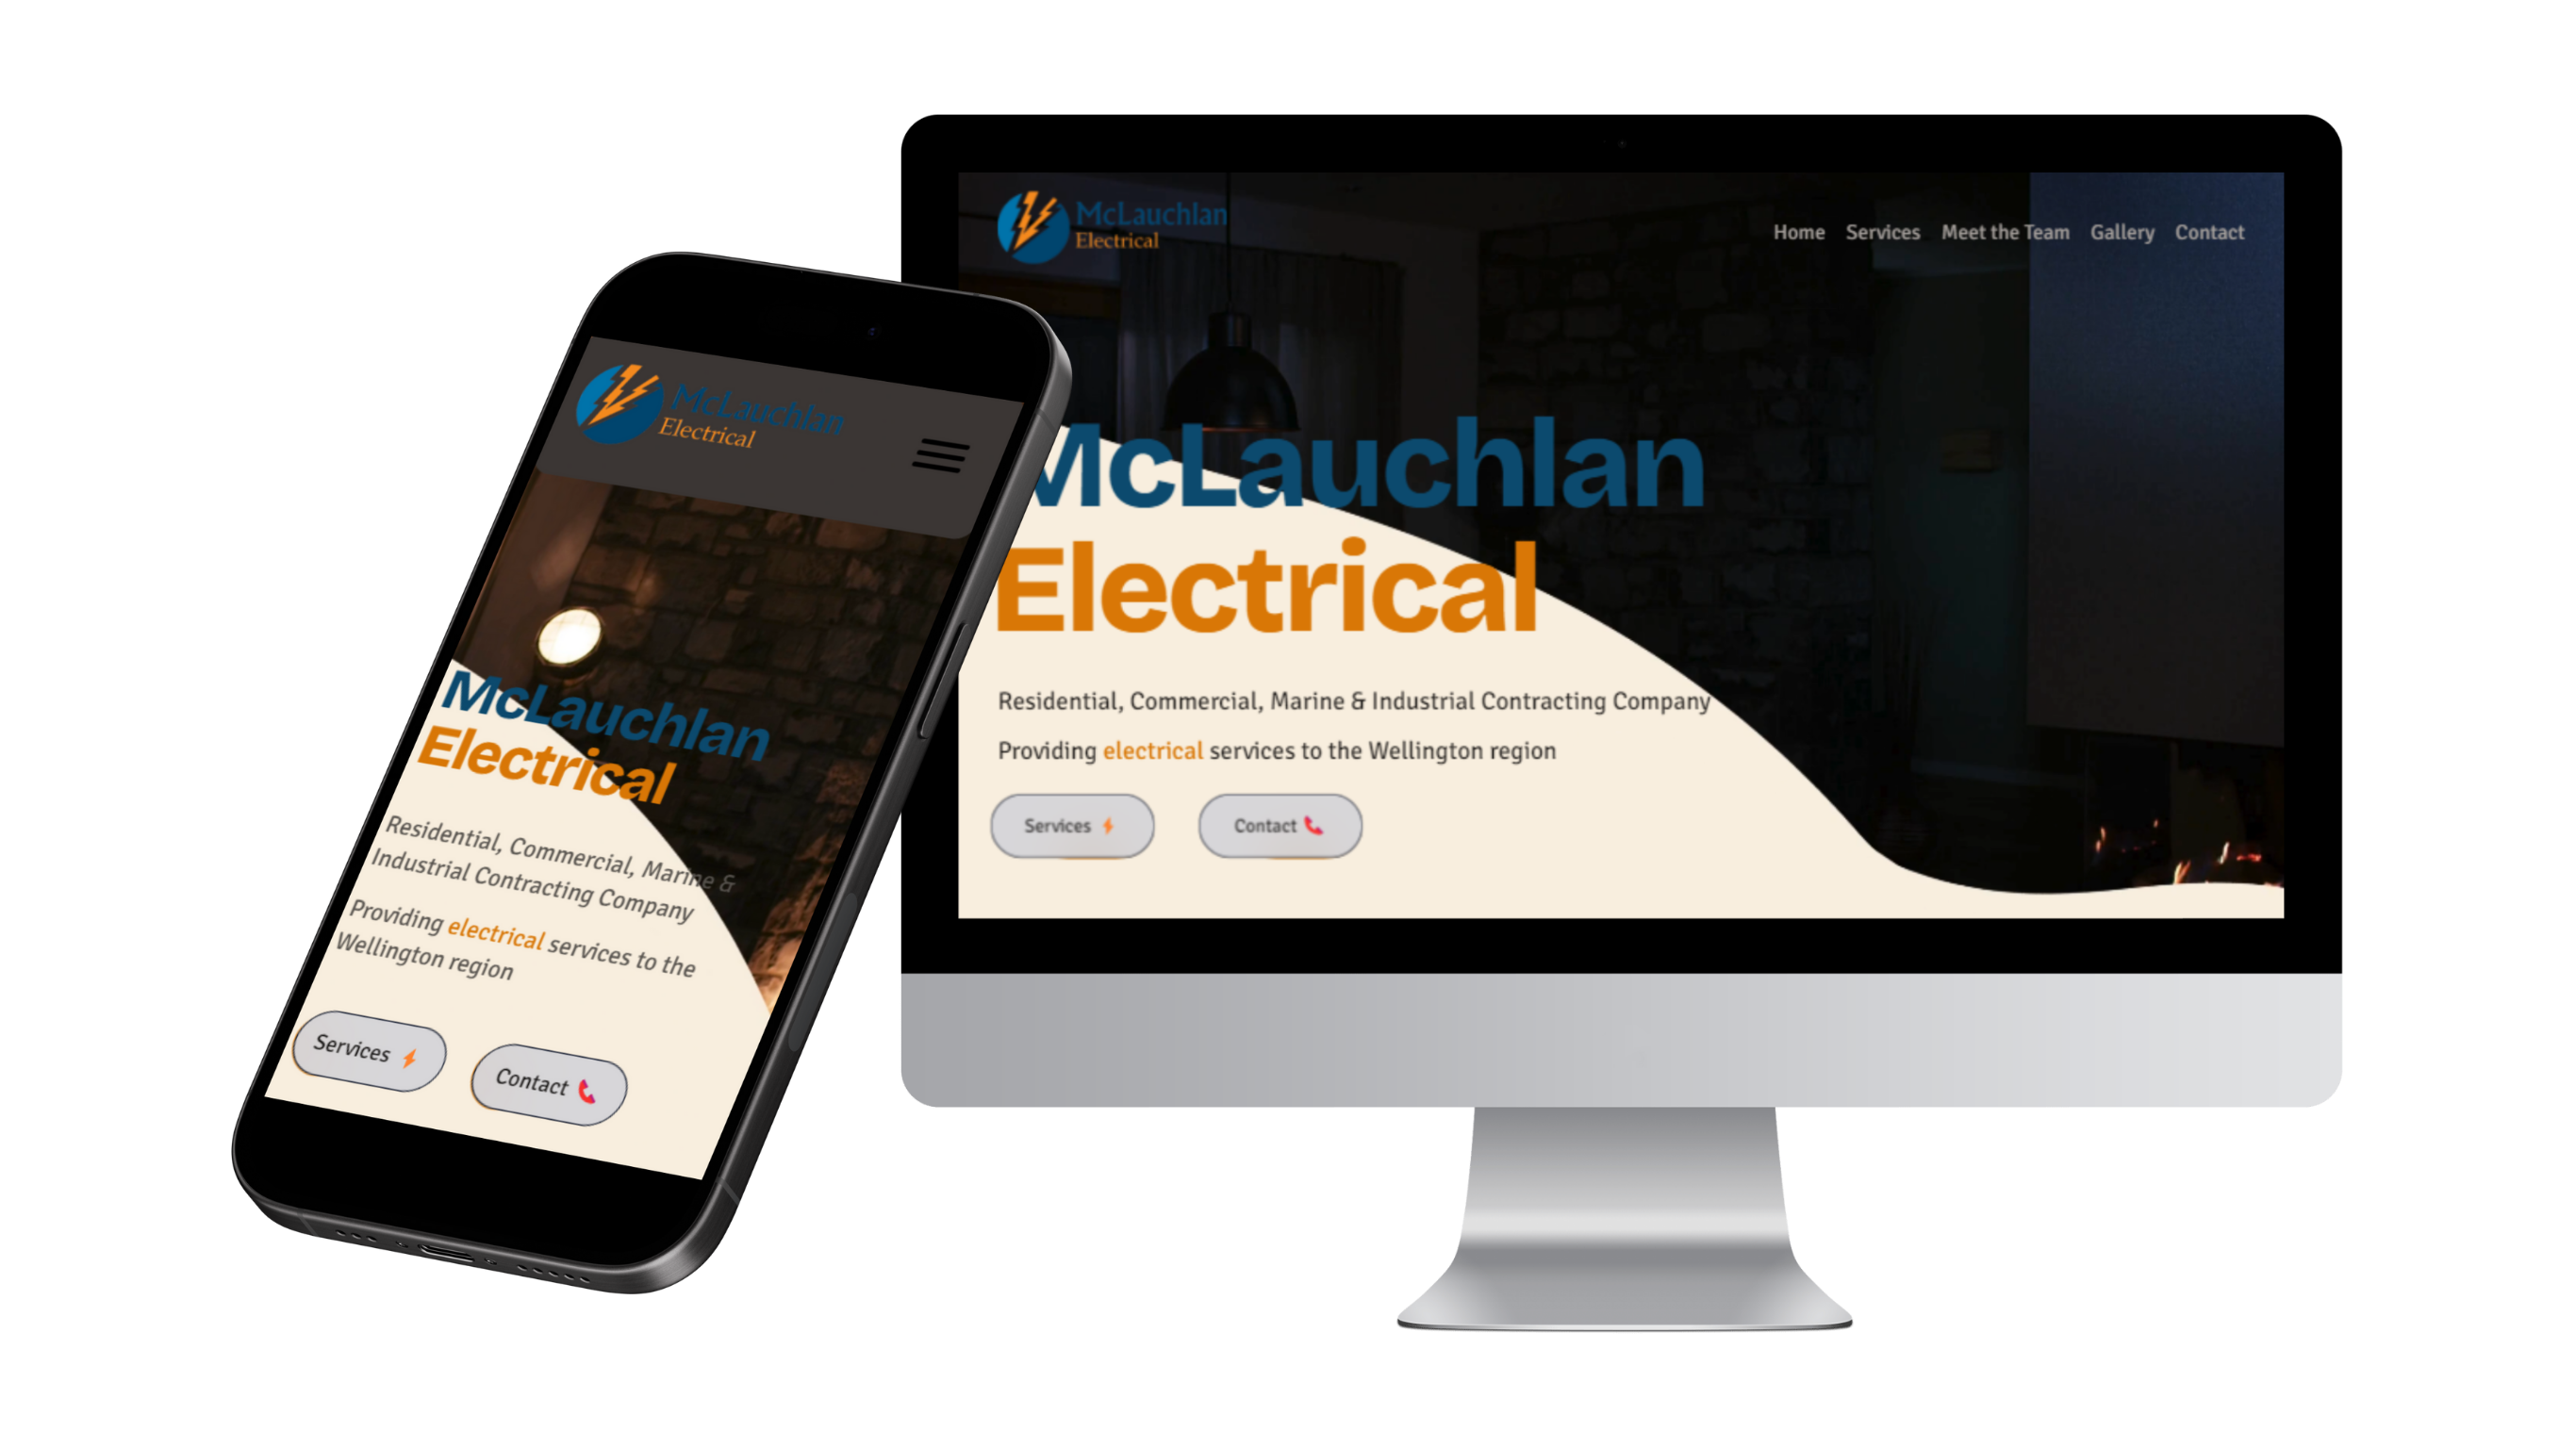 McLauchlan
Electrical
McLauchlan
Electrical
Residential, Commercial, Marine &
Industrial Contracting Company
Providing electrical services to the
Wellington region
Services
Contact
McLauchlan
Electrical
Home Services Meet the Team Gallery Contact
McLauchlan
Electrical
Residential, Commercial, Marine & Industrial Contracting Company
Providing electrical services to the Wellington region
Services
Contact